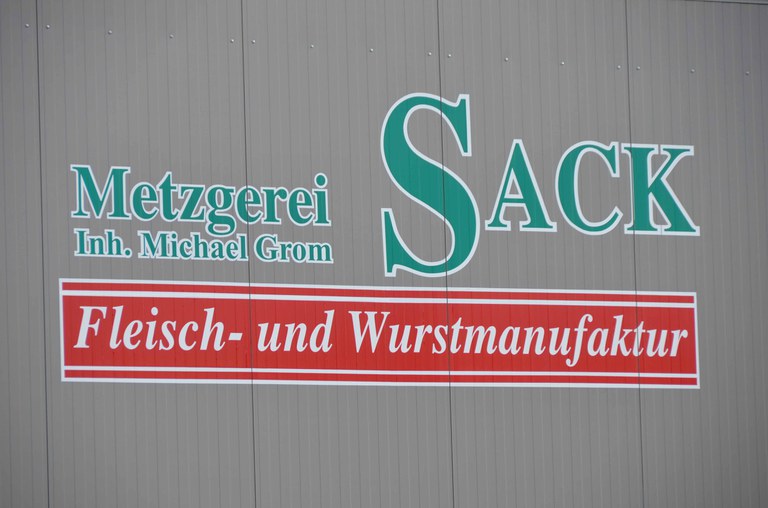 Metzgerei SACK
Inh. Michael Grom
Fleisch- und Wurstmanufaktur